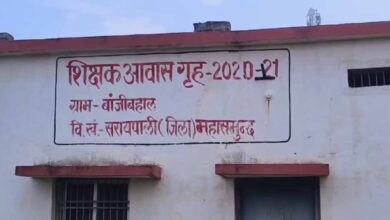 शिक्षक आवास गृह-2020-21
ग्राम- बांजीबहाल
वि.खं.- सरायपाली (जिला) महासमुन्द